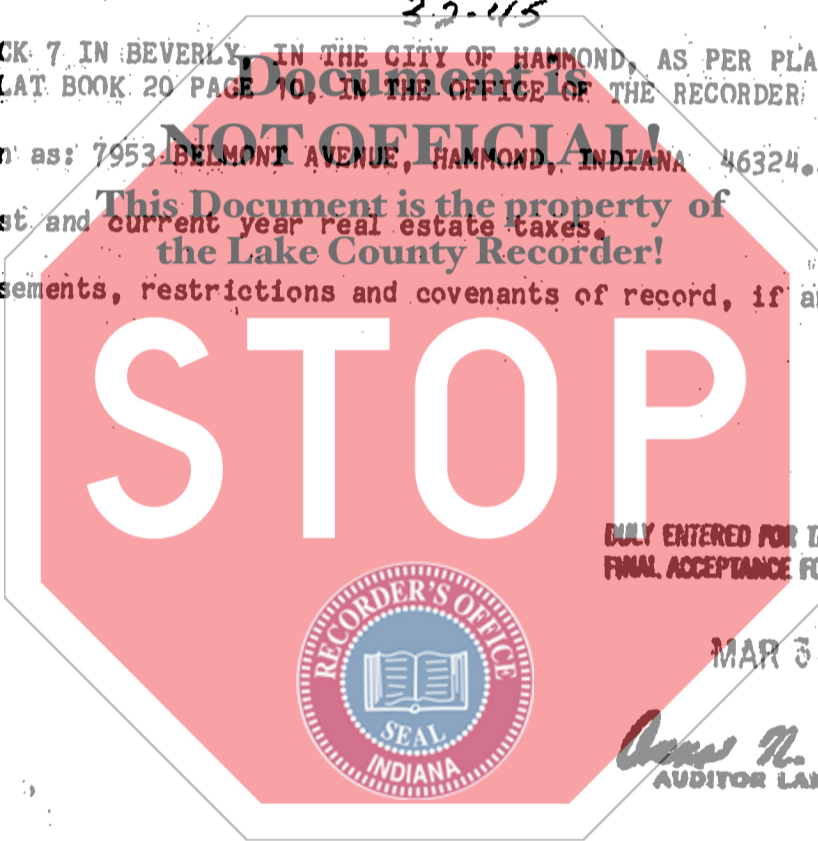 32-45
CK 7 IN BEVERLY, IN THE CITY OF HAMMOND, AS PER PLA
LAT BOOK 20 PAGE 10, IN THE OFFICE OF THE RECORDER
Document is
NOT OFFICIAL!
n as: 7953 BELMONT AVENUE, HAMMOND, INDIANA 46324.
This Document is the property of
st and current year real estate taxes.
the Lake County Recorder!
sements, restrictions and covenants of record, if a
STOP
DULY ENTERED FOR TA
FINAL ACCEPTANCE FO
RECORDER'S OFFICE
SEAL
INDIANA
MAR 3
N.
AUDITOR LAK